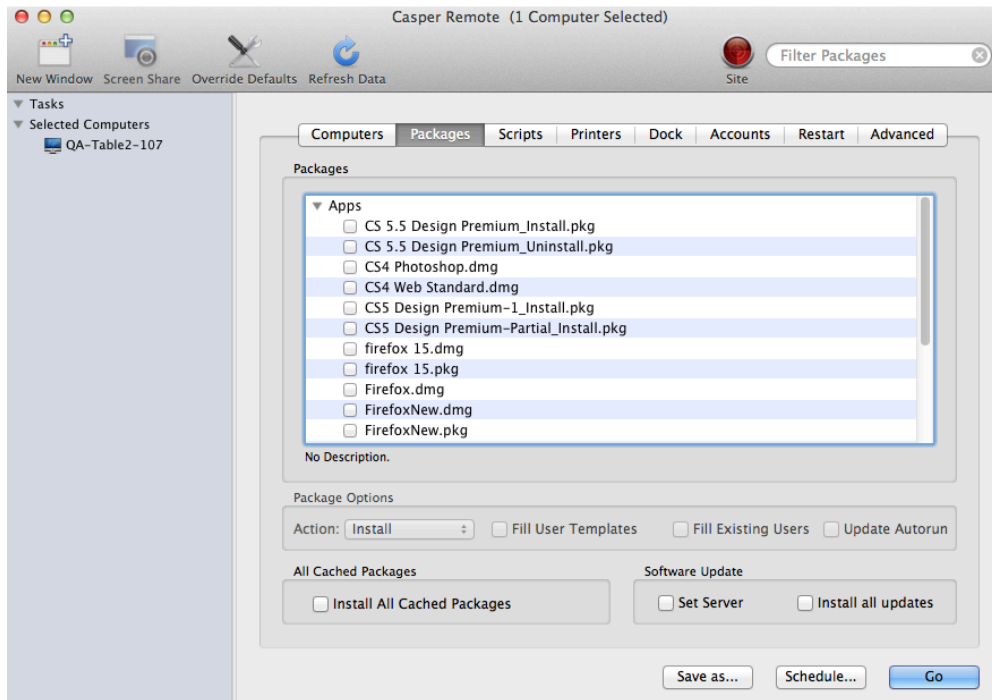 Casper Remote (1 Computer Selected)
New Window Screen Share Override Defaults Refresh Data Site Filter Packages
Tasks
Selected Computers
QA-Table2-107
Computers Packages Scripts Printers Dock Accounts Restart Advanced
Packages
Apps
CS 5.5 Design Premium_Install.pkg
CS 5.5 Design Premium_Uninstall.pkg
CS4 Photoshop.dmg
CS4 Web Standard.dmg
CS5 Design Premium-1_Install.pkg
CS5 Design Premium-Partial_Install.pkg
firefox 15.dmg
firefox 15.pkg
Firefox.dmg
FirefoxNew.dmg
FirefoxNew.pkg
No Description.
Package Options
Action: Install Fill User Templates Fill Existing Users Update Autorun
All Cached Packages Software Update
Install All Cached Packages Set Server Install all updates
Save as... Schedule... Go